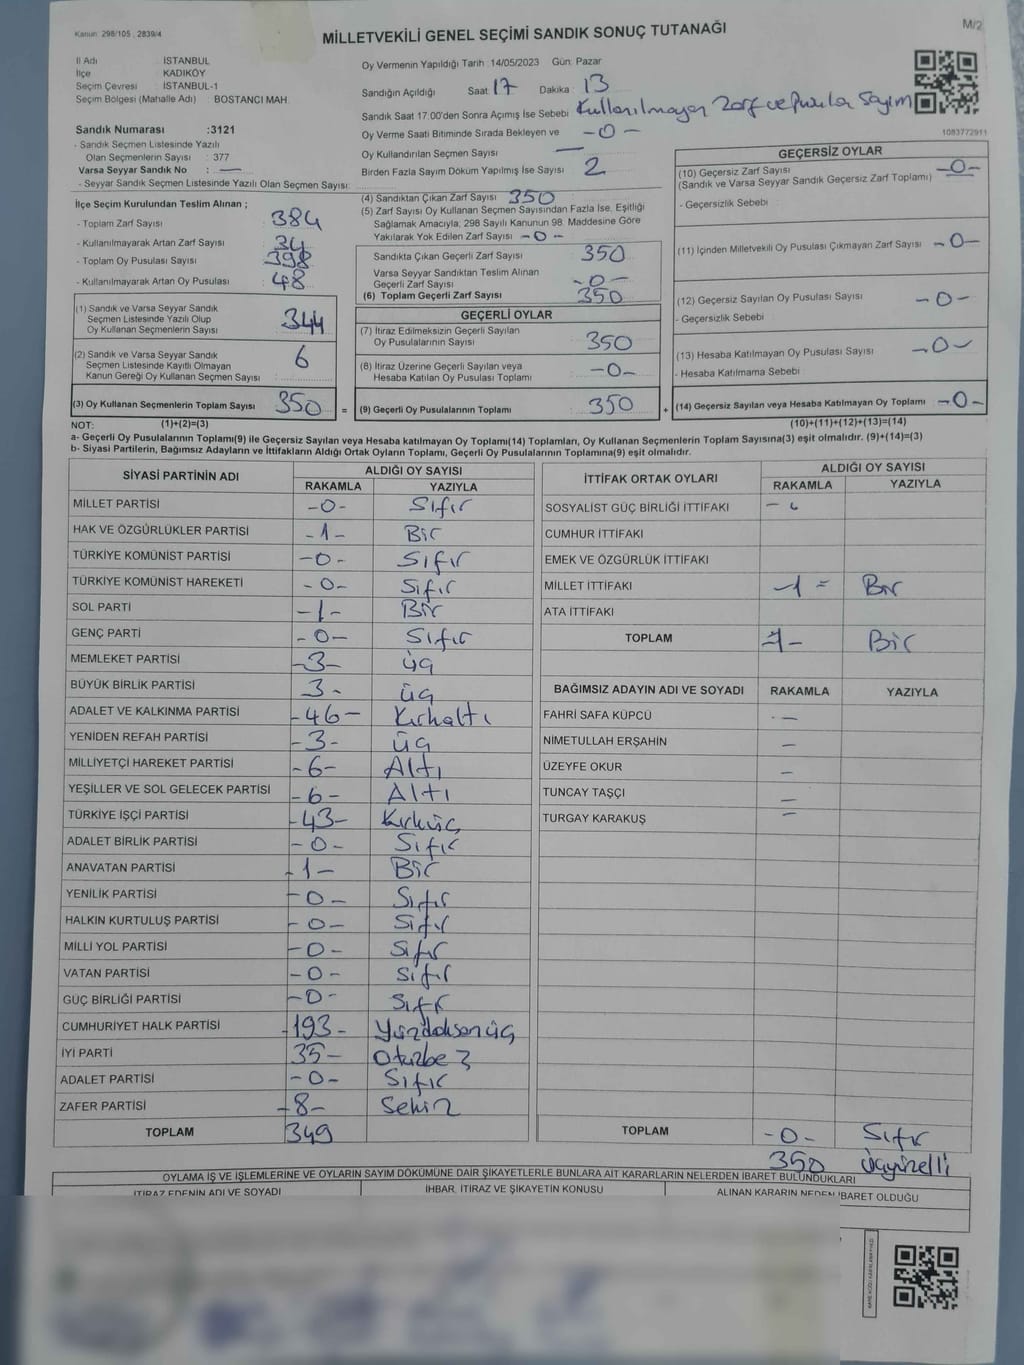 Kanun: 298/105, 2839/4
MİLLETVEKİLİ GENEL SEÇİMİ SANDIK SONUÇ TUTANAĞI
M/2
İl Adı : İSTANBUL
İlçe : KADIKÖY
Seçim Çevresi : İSTANBUL-1
Seçim Bölgesi (Mahalle Adı) : BOSTANCI MAH.
Sandık Numarası :3121
- Sandık Seçmen Listesinde Yazılı
Olan Seçmenlerin Sayısı : 377
Varsa Seyyar Sandık No : —
- Seyyar Sandık Seçmen Listesinde Yazılı Olan Seçmen Sayısı:
Oy Vermenin Yapıldığı Tarih :14/05/2023 Gün: Pazar
Sandığın Açıldığı Saat: 17 Dakika: 13
Sandık Saat 17.00'den Sonra Açımış İse Sebebi Kullanılmayan Zarf ve Pusula Sayım
Oy Verme Saati Bitiminde Sırada Bekleyen ve -0-
Oy Kullandırılan Seçmen Sayısı —
Birden Fazla Sayım Döküm Yapılmış İse Sayısı 2
1083772911
İlçe Seçim Kurulundan Teslim Alınan ;
- Toplam Zarf Sayısı 384
- Kullanılmayarak Artan Zarf Sayısı 34
- Toplam Oy Pusulası Sayısı 398
- Kullanılmayarak Artan Oy Pusulası 48
(1) Sandık ve Varsa Seyyar Sandık
Seçmen Listesinde Yazılı Olup
Oy Kullanan Seçmenlerin Sayısı 344
(2) Sandık ve Varsa Seyyar Sandık
Seçmen Listesinde Kayıtlı Olmayan
Kanun Gereği Oy Kullanan Seçmen Sayısı 6
(3) Oy Kullanan Seçmenlerin Toplam Sayısı 350 =
(4) Sandıktan Çıkan Zarf Sayısı 350
(5) Zarf Sayısı Oy Kullanan Seçmen Sayısından Fazla İse, Eşitliği
Sağlamak Amacıyla; 298 Sayılı Kanunun 98. Maddesine Göre
Yakılarak Yok Edilen Zarf Sayısı -0-
Sandıkta Çıkan Geçerli Zarf Sayısı 350
Varsa Seyyar Sandıktan Teslim Alınan
Geçerli Zarf Sayısı -0-
(6) Toplam Geçerli Zarf Sayısı 350
GEÇERLİ OYLAR
(7) İtiraz Edilmeksizin Geçerli Sayılan
Oy Pusulalarının Sayısı 350
(8) İtiraz Üzerine Geçerli Sayılan veya
Hesaba Katılan Oy Pusulası Toplamı -0-
(9) Geçerli Oy Pusulalarının Toplamı 350 +
GEÇERSİZ OYLAR
(10) Geçersiz Zarf Sayısı -0-
(Sandık ve Varsa Seyyar Sandık Geçersiz Zarf Toplamı)
- Geçersizlik Sebebi :
(11) İçinden Milletvekili Oy Pusulası Çıkmayan Zarf Sayısı -0-
(12) Geçersiz Sayılan Oy Pusulası Sayısı -0-
- Geçersizlik Sebebi :
(13) Hesaba Katılmayan Oy Pusulası Sayısı -0-
- Hesaba Katılmama Sebebi :
(14) Geçersiz Sayılan veya Hesaba Katılmayan Oy Toplamı -0-
NOT: (1)+(2)=(3) (10)+(11)+(12)+(13)=(14)
a- Geçerli Oy Pusulalarının Toplamı(9) ile Geçersiz Sayılan veya Hesaba katılmayan Oy Toplamı(14) Toplamları, Oy Kullanan Seçmenlerin Toplam Sayısına(3) eşit olmalıdır. (9)+(14)=(3)
b- Siyasi Partilerin, Bağımsız Adayların ve İttifakların Aldığı Ortak Oyların Toplamı, Geçerli Oy Pusulalarının Toplamına(9) eşit olmalıdır.
SİYASİ PARTİNİN ADI ALDIĞI OY SAYISI
RAKAMLA YAZIYLA
MİLLET PARTİSİ -0- Sıfır
HAK VE ÖZGÜRLÜKLER PARTİSİ -1- Bir
TÜRKİYE KOMÜNİST PARTİSİ -0- Sıfır
TÜRKİYE KOMÜNİST HAREKETİ -0- Sıfır
SOL PARTİ -1- Bir
GENÇ PARTİ -0- Sıfır
MEMLEKET PARTİSİ -3- üç
BÜYÜK BİRLİK PARTİSİ 3- üç
ADALET VE KALKINMA PARTİSİ -46- Kırkaltı
YENİDEN REFAH PARTİSİ -3- üç
MİLLİYETÇİ HAREKET PARTİSİ -6- Altı
YEŞİLLER VE SOL GELECEK PARTİSİ -6- Altı
TÜRKİYE İŞÇİ PARTİSİ -43- Kırküç
ADALET BİRLİK PARTİSİ -0- Sıfır
ANAVATAN PARTİSİ -1- Bir
YENİLİK PARTİSİ -0- Sıfır
HALKIN KURTULUŞ PARTİSİ -0- Sıfır
MİLLİ YOL PARTİSİ -0- Sıfır
VATAN PARTİSİ -0- Sıfır
GÜÇ BİRLİĞİ PARTİSİ -0- Sıfır
CUMHURİYET HALK PARTİSİ -193- Yüzdoksanüç
İYİ PARTİ 35- Otuzbeş
ADALET PARTİSİ -0- Sıfır
ZAFER PARTİSİ -8- Sekiz
TOPLAM 349
İTTİFAK ORTAK OYLARI ALDIĞI OY SAYISI
RAKAMLA YAZIYLA
SOSYALİST GÜÇ BİRLİĞİ İTTİFAKI
CUMHUR İTTİFAKI
EMEK VE ÖZGÜRLÜK İTTİFAKI
MİLLET İTTİFAKI -1- Bir
ATA İTTİFAKI
TOPLAM -1- Bir
BAĞIMSIZ ADAYIN ADI VE SOYADI RAKAMLA YAZIYLA
FAHRİ SAFA KÜPCÜ —
NİMETULLAH ERŞAHİN —
ÜZEYFE OKUR —
TUNCAY TAŞÇI —
TURGAY KARAKUŞ —
TOPLAM -0- Sıfır
350 üçyüzelli
OYLAMA İŞ VE İŞLEMLERİNE VE OYLARIN SAYIM DÖKÜMÜNE DAİR ŞİKAYETLERLE BUNLARA AİT KARARLARIN NELERDEN İBARET BULUNDUKLARI
İTİRAZ EDENİN ADI VE SOYADI İHBAR, İTİRAZ VE ŞİKAYETİN KONUSU ALINAN KARARIN NEDEN İBARET OLDUĞU